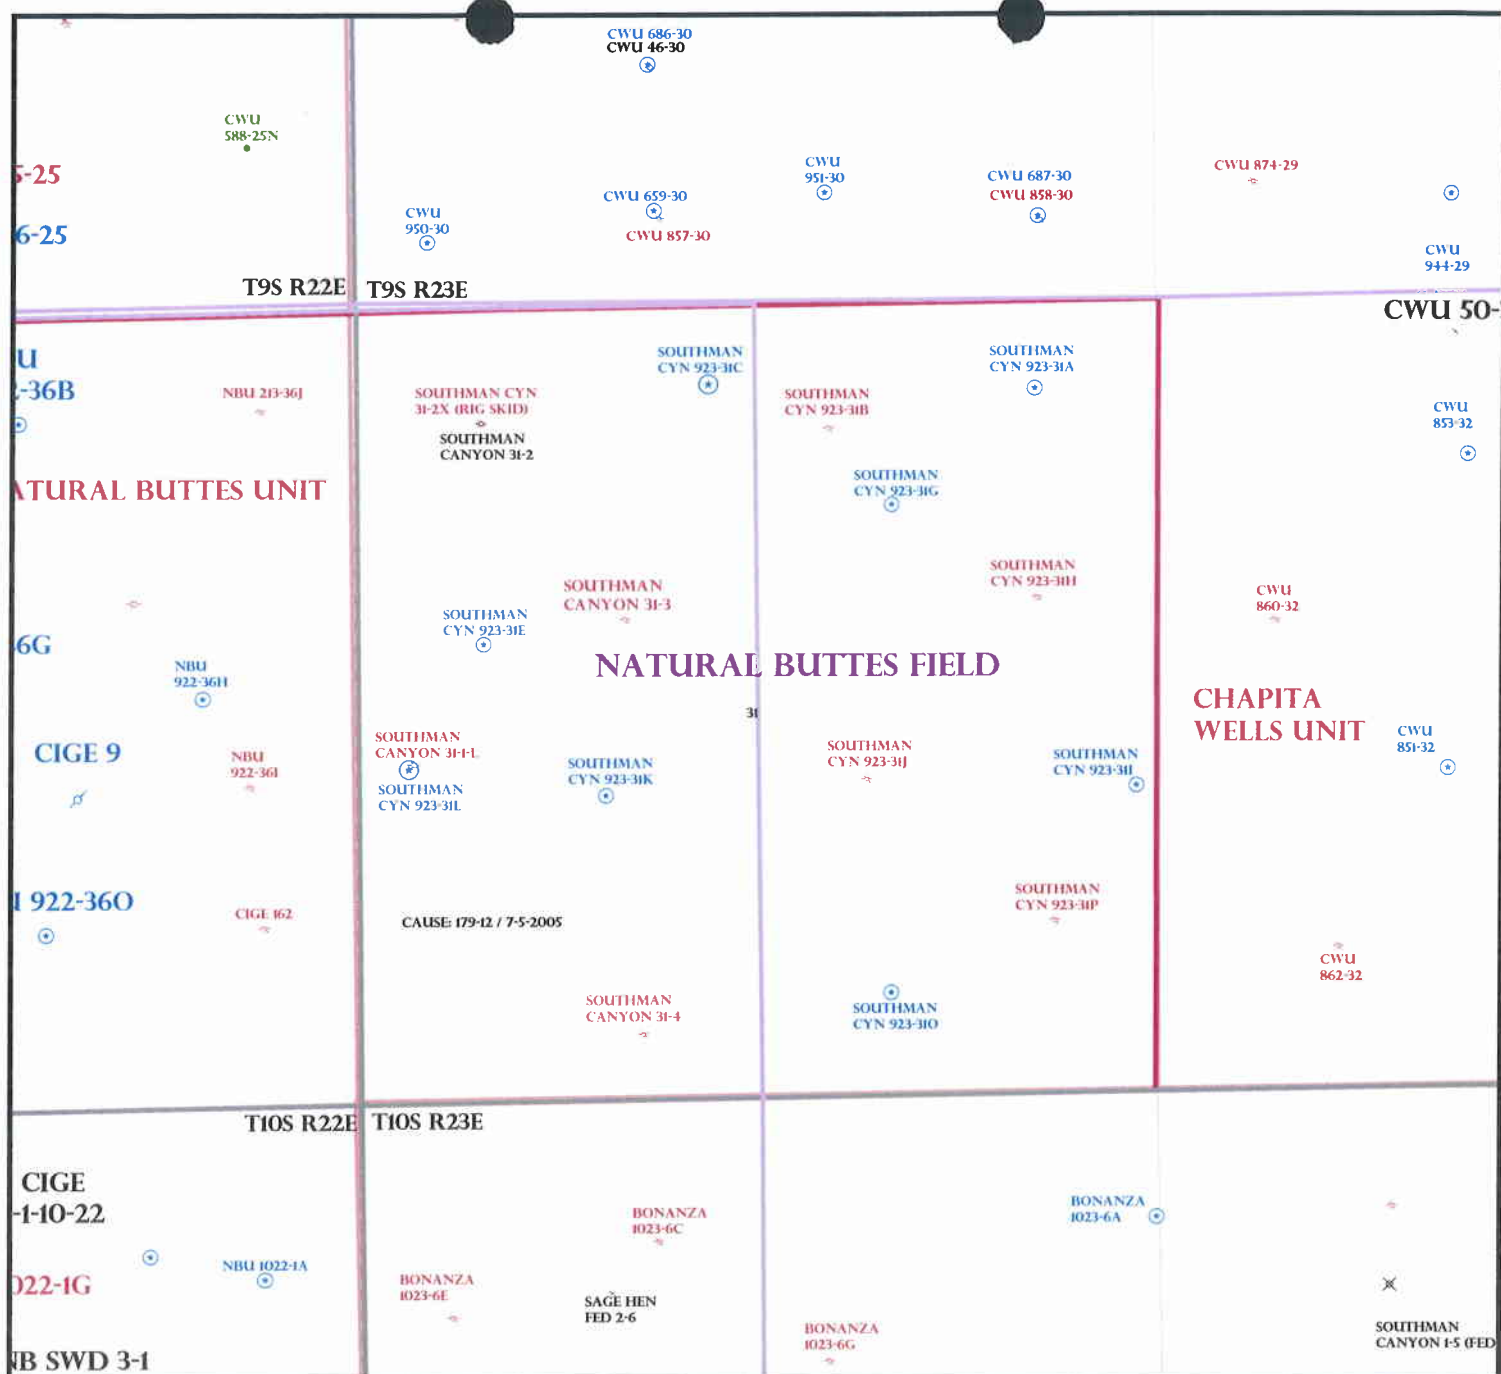 CWU 686-30
CWU 46-30
CWU
588-25N
5-25
6-25
CWU
950-30
CWU 659-30
CWU 857-30
CWU
951-30
CWU 687-30
CWU 858-30
CWU 874-29
CWU
944-29
T9S R22E
T9S R23E
CWU 50-
U
2-36B
NBU 213-36J
SOUTHMAN CYN
31-2X (RIG SKID)
SOUTHMAN
CANYON 31-2
SOUTHMAN
CYN 923-31C
SOUTHMAN
CYN 923-31B
SOUTHMAN
CYN 923-31A
CWU
853-32
ATURAL BUTTES UNIT
SOUTHMAN
CYN 923-31G
SOUTHMAN
CANYON 31-3
SOUTHMAN
CYN 923-31H
CWU
860-32
6G
NBU
922-36H
SOUTHMAN
CYN 923-31E
NATURAL BUTTES FIELD
31
CHAPITA
WELLS UNIT
CIGE 9
NBU
922-36I
SOUTHMAN
CANYON 31-1-L
SOUTHMAN
CYN 923-31L
SOUTHMAN
CYN 923-31K
SOUTHMAN
CYN 923-31J
SOUTHMAN
CYN 923-31I
CWU
851-32
922-36O
CIGE 162
CAUSE: 179-12 / 7-5-2005
SOUTHMAN
CYN 923-31P
CWU
862-32
SOUTHMAN
CANYON 31-4
SOUTHMAN
CYN 923-31O
T10S R22E
T10S R23E
CIGE
-1-10-22
022-1G
NBU 1022-1A
NB SWD 3-1
BONANZA
1023-6C
BONANZA
1023-6E
SAGE HEN
FED 2-6
BONANZA
1023-6A
BONANZA
1023-6G
SOUTHMAN
CANYON 1-5 (FED